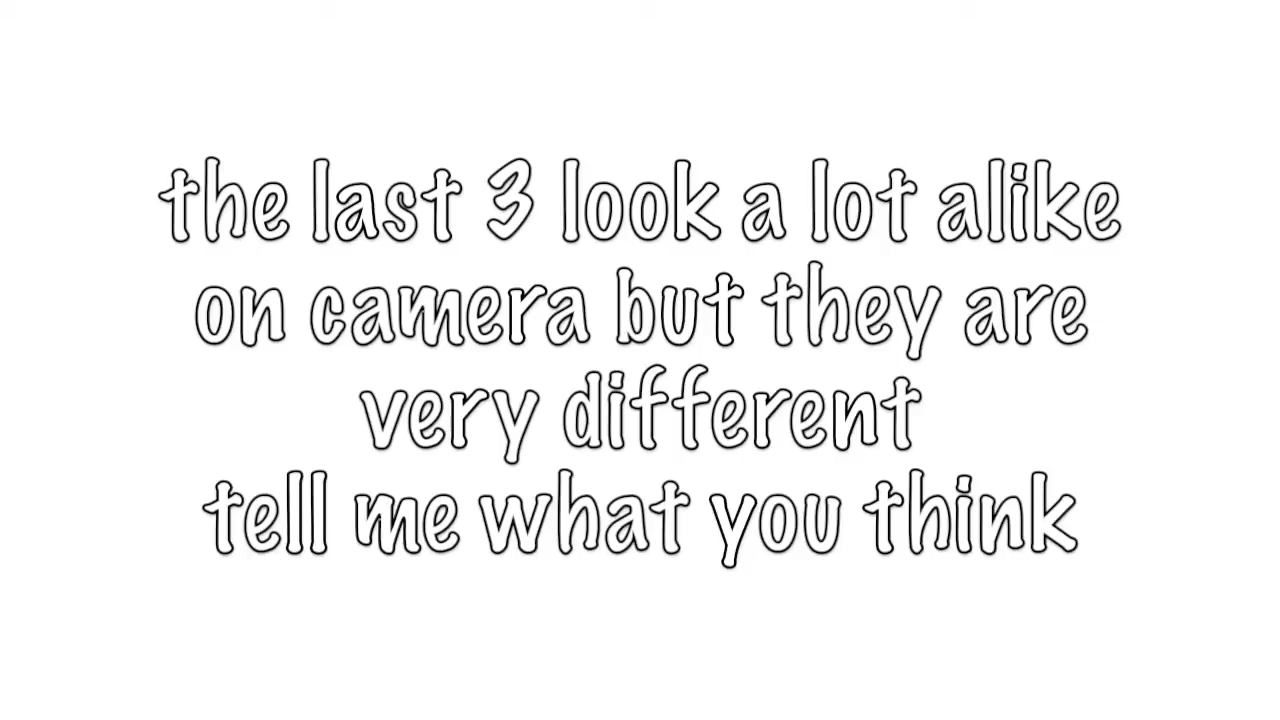 the last 3 look a lot alike
on camera but they are
very different
tell me what you think